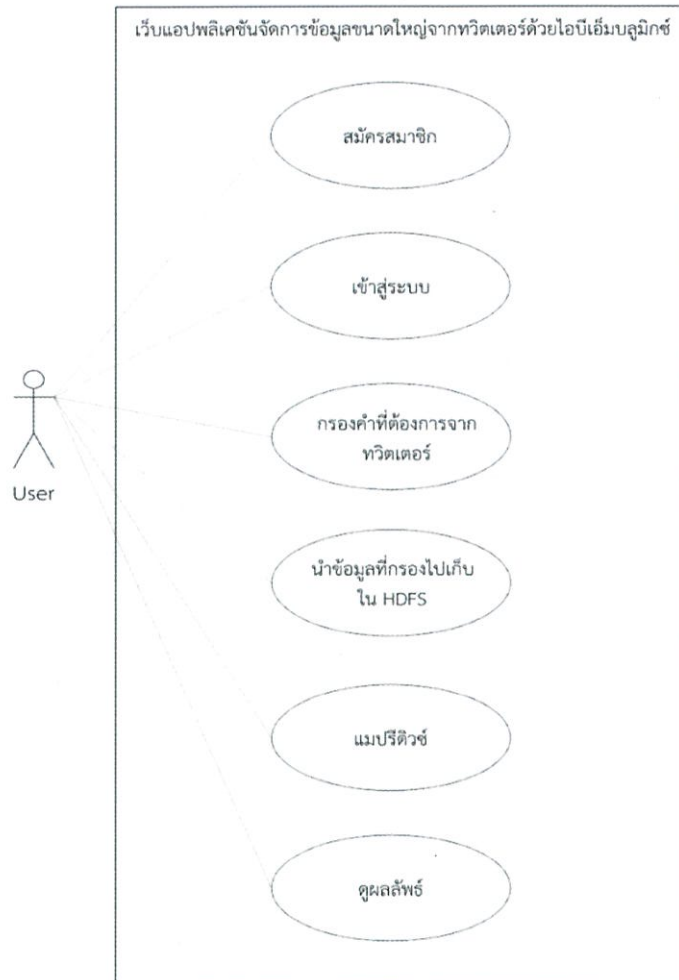 เว็บแอปพลิเคชันจัดการข้อมูลขนาดใหญ่จากทวิตเตอร์ด้วยไอบีเอ็มบลูมิกซ์
สมัครสมาชิก
เข้าสู่ระบบ
กรองคำที่ต้องการจาก
ทวิตเตอร์
User
นำข้อมูลที่กรองไปเก็บ
ใน HDFS
แมปรีดิวซ์
ดูผลลัพธ์